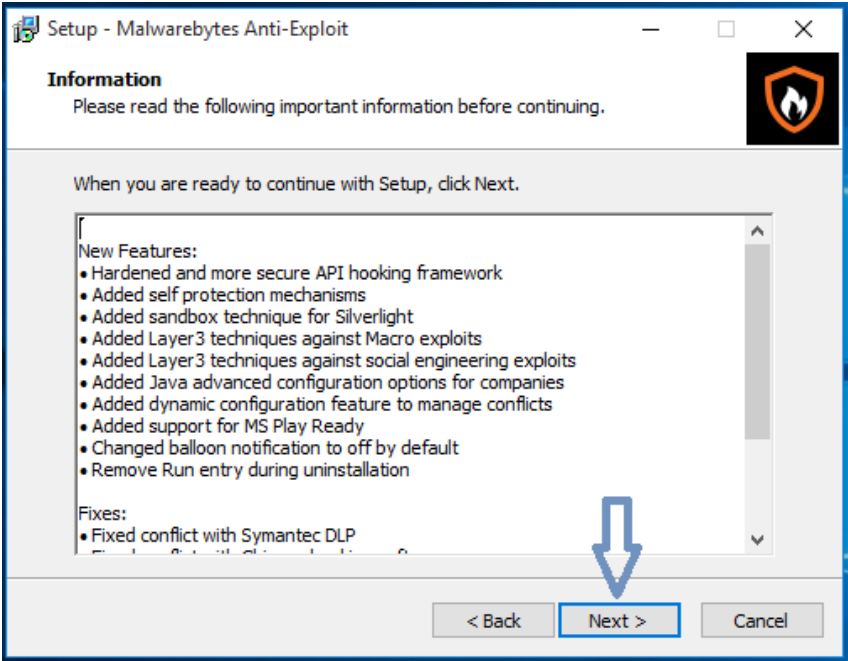 Setup - Malwarebytes Anti-Exploit
Information
Please read the following important information before continuing.
When you are ready to continue with Setup, click Next.
New Features:
• Hardened and more secure API hooking framework
• Added self protection mechanisms
• Added sandbox technique for Silverlight
• Added Layer3 techniques against Macro exploits
• Added Layer3 techniques against social engineering exploits
• Added Java advanced configuration options for companies
• Added dynamic configuration feature to manage conflicts
• Added support for MS Play Ready
• Changed balloon notification to off by default
• Remove Run entry during uninstallation
Fixes:
• Fixed conflict with Symantec DLP
< Back Next > Cancel